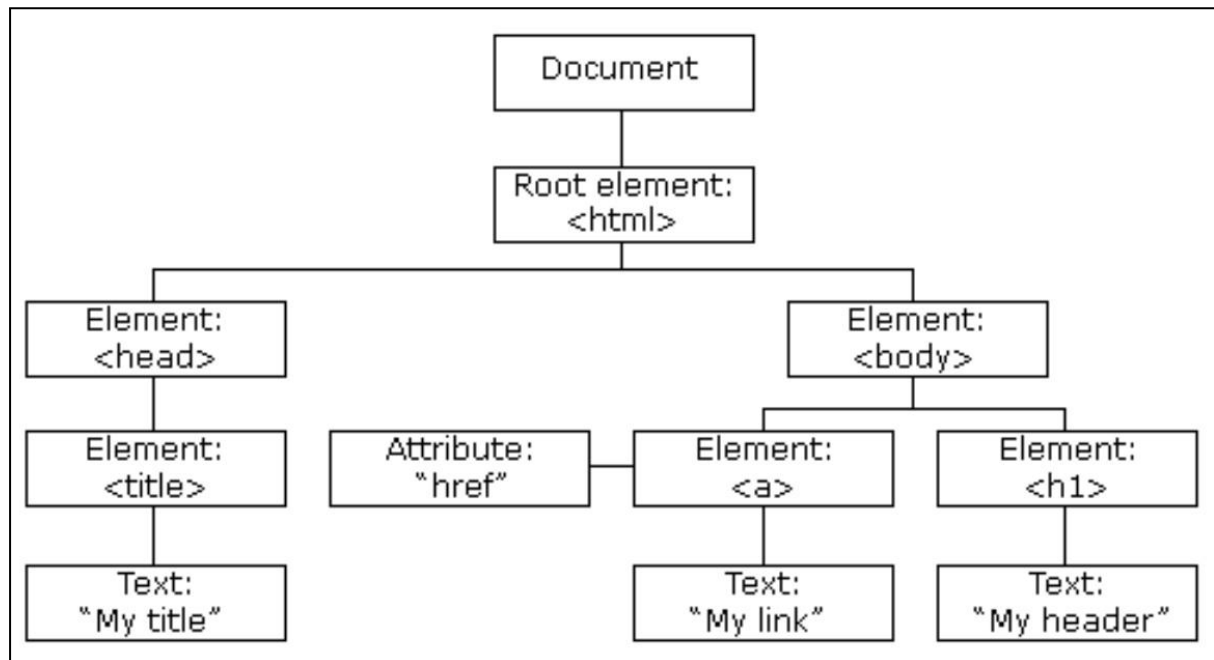 Document
Root element:
<html>
Element:
<head>
Element:
<body>
Element:
<title>
Attribute:
“href”
Element:
<a>
Element:
<h1>
Text:
“My title”
Text:
“My link”
Text:
“My header”